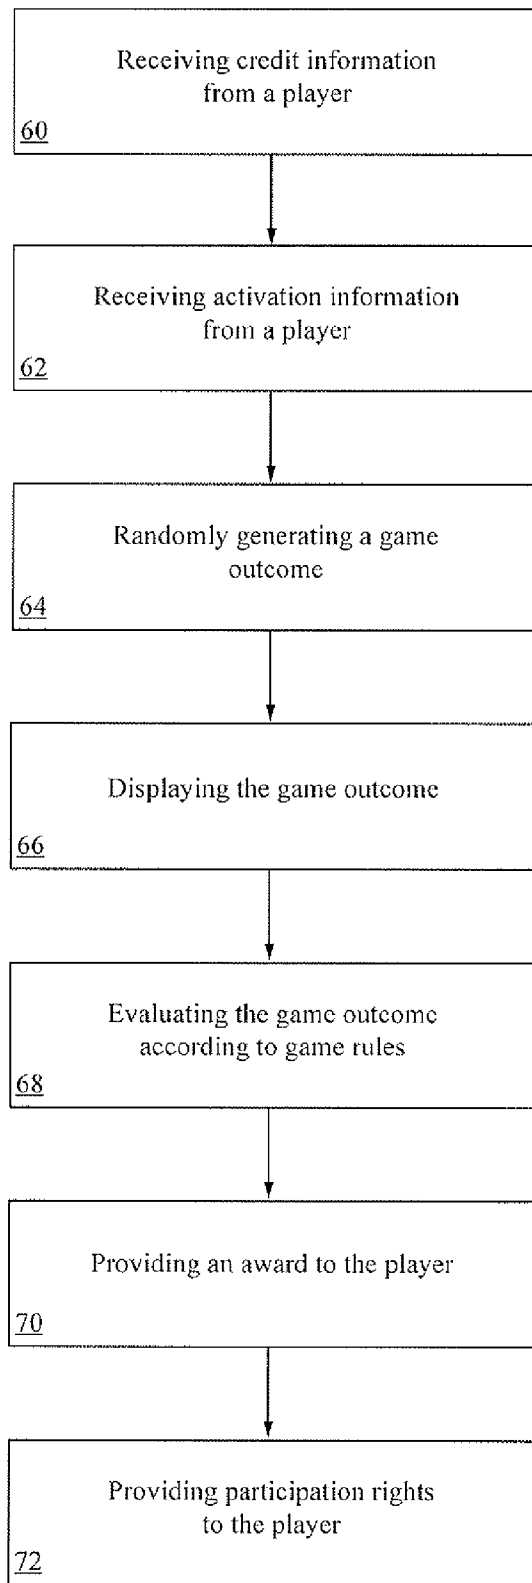 Receiving credit information
from a player
60
Receiving activation information
from a player
62
Randomly generating a game
outcome
64
Displaying the game outcome
66
Evaluating the game outcome
according to game rules
68
Providing an award to the player
70
Providing participation rights
to the player
72